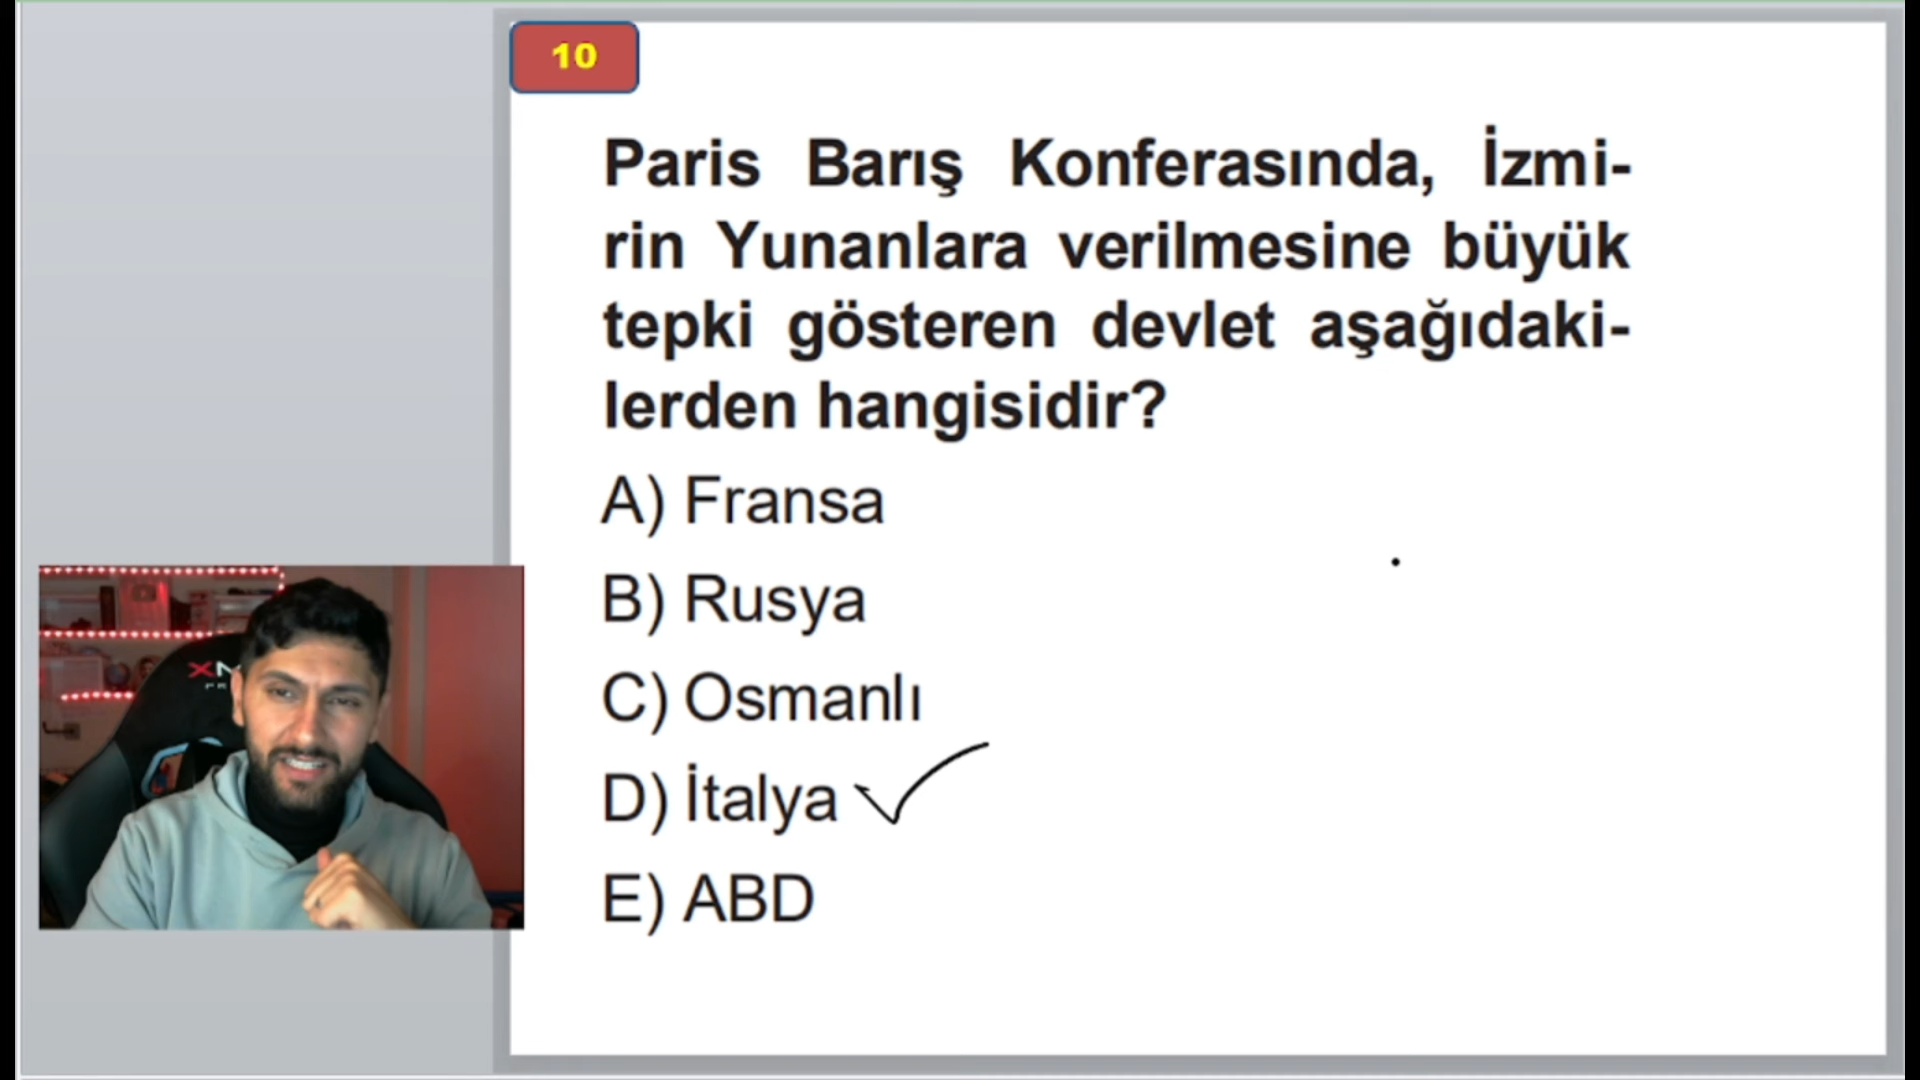 10
Paris Barış Konferasında, İzmi-
rin Yunanlara verilmesine büyük
tepki gösteren devlet aşağıdaki-
lerden hangisidir?
A) Fransa
B) Rusya
C) Osmanlı
D) İtalya
E) ABD